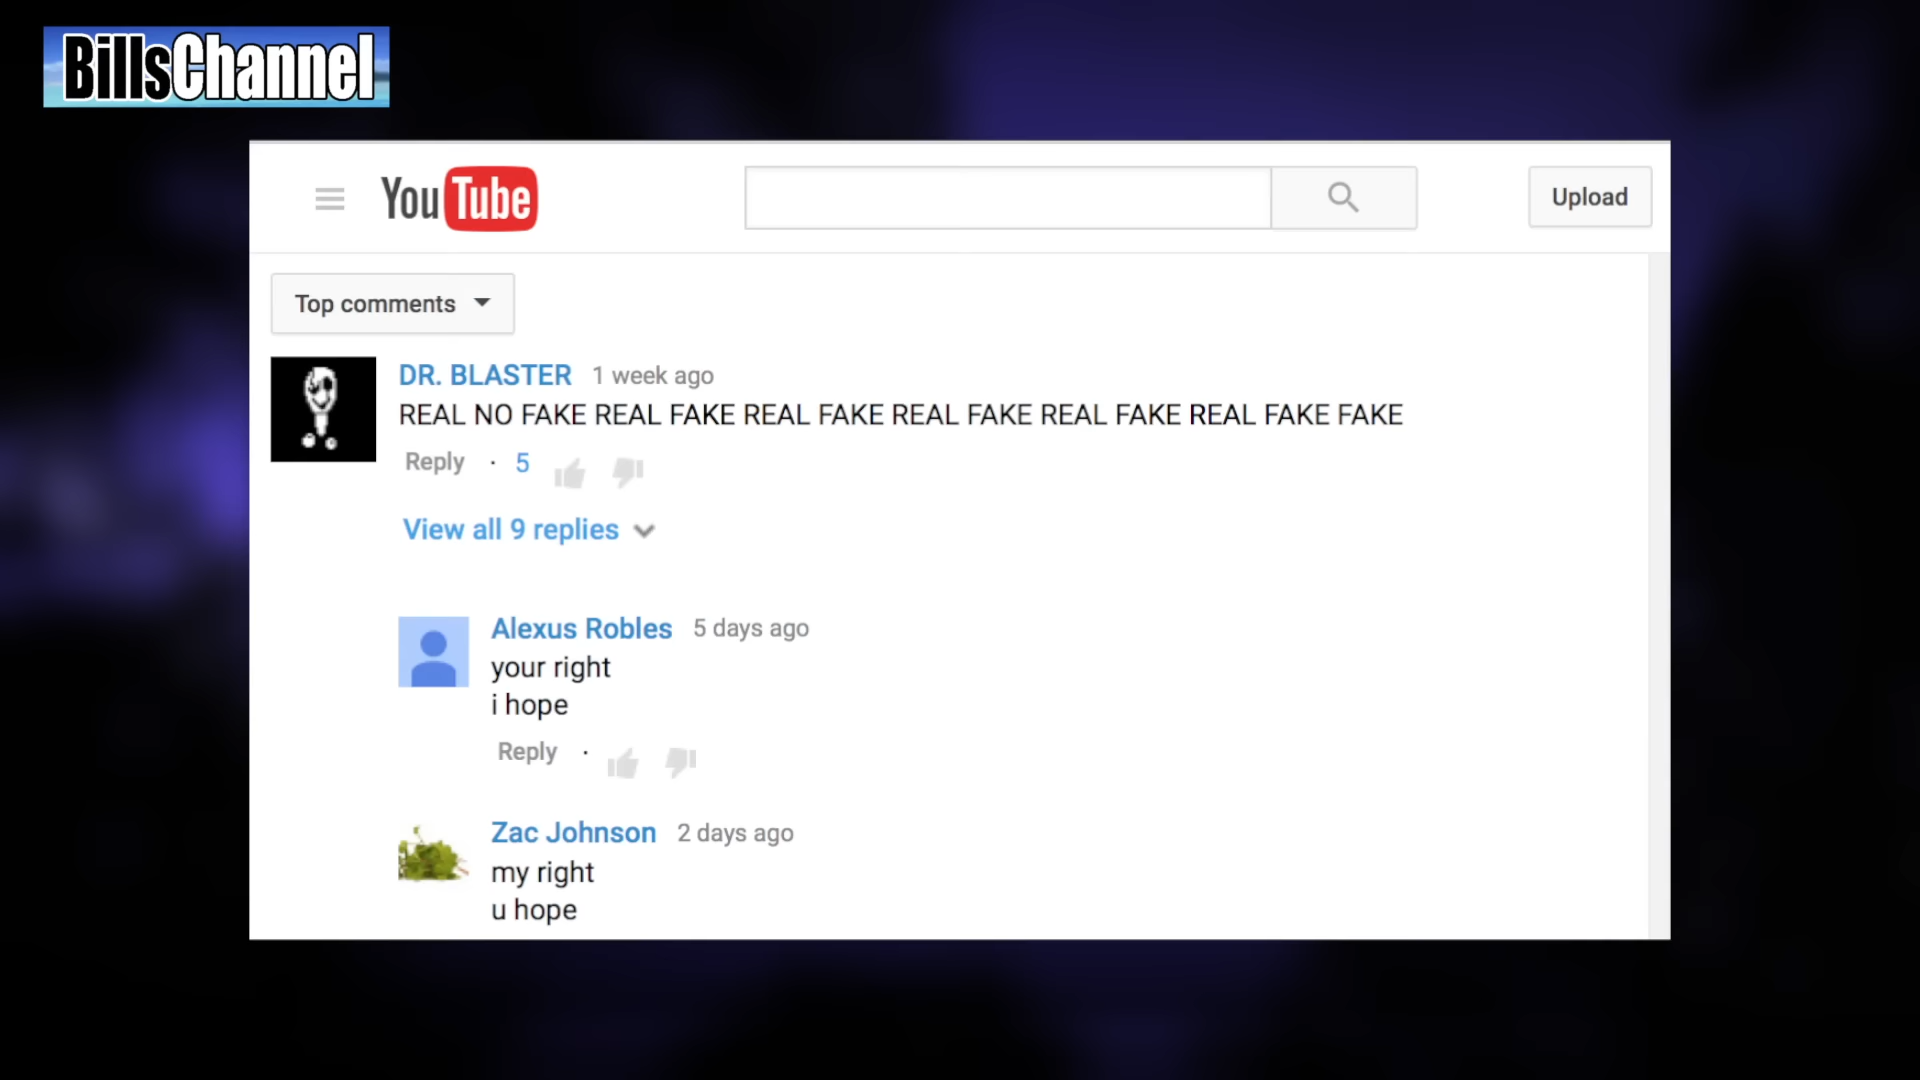 BillsChannel
YouTube
Upload
Top comments
DR. BLASTER 1 week ago
REAL NO FAKE REAL FAKE REAL FAKE REAL FAKE REAL FAKE REAL FAKE FAKE
Reply · 5
View all 9 replies
Alexus Robles 5 days ago
your right
i hope
Reply ·
Zac Johnson 2 days ago
my right
u hope